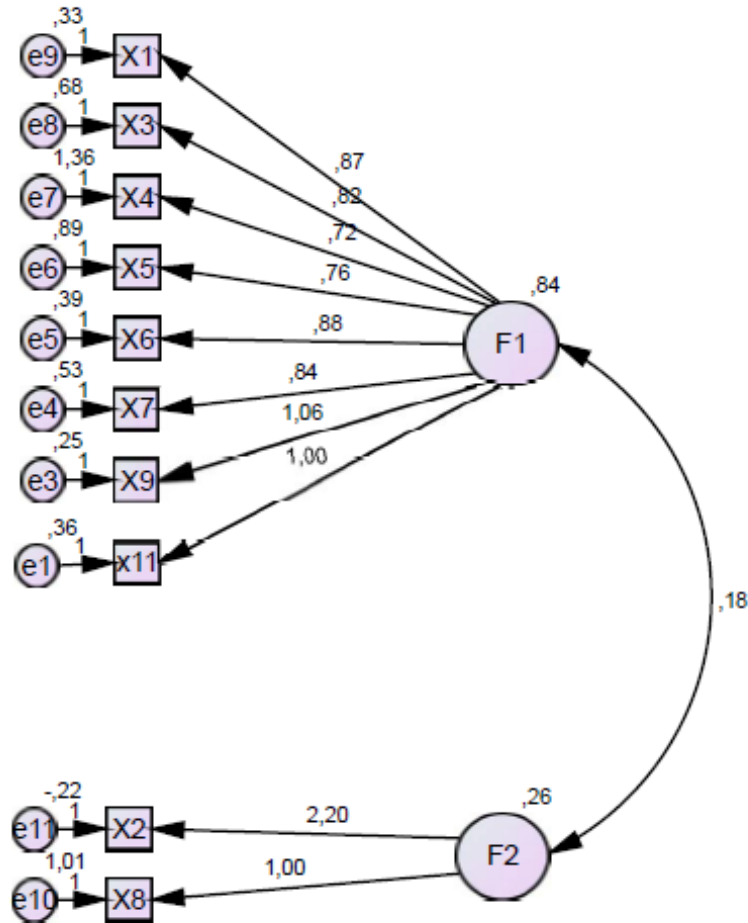 ,33
e9 1 X1
,68
e8 1 X3
1,36
e7 1 X4
,89
e6 1 X5
,39
e5 1 X6
,53
e4 1 X7
,25
e3 1 X9
,36
e1 1 x11
,87
,82
,72
,76
,88
,84
1,06
1,00
,84
F1
,18
-,22
e11 1 X2
1,01
e10 1 X8
2,20
1,00
,26
F2